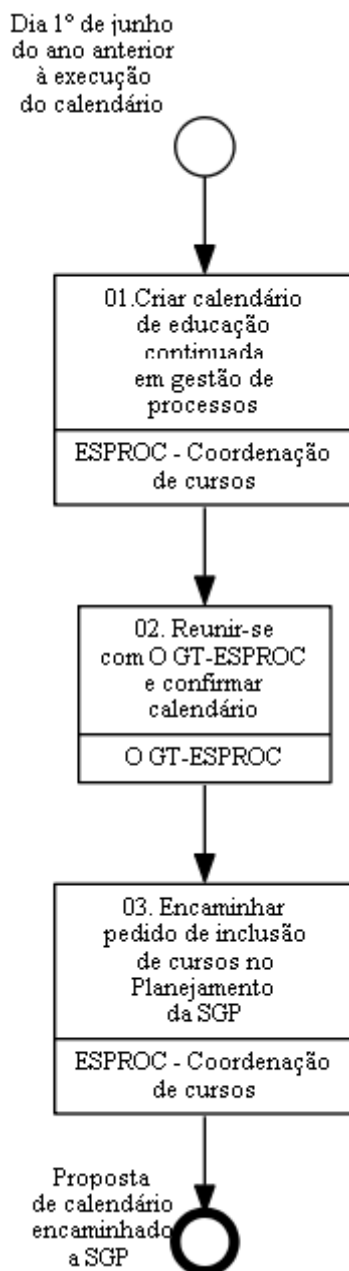 Dia 1º de junho
do ano anterior
à execução
do calendário
01.Criar calendário
de educação
continuada
em gestão de
processos
ESPROC - Coordenação
de cursos
02. Reunir-se
com O GT-ESPROC
e confirmar
calendário
O GT-ESPROC
03. Encaminhar
pedido de inclusão
de cursos no
Planejamento
da SGP
ESPROC - Coordenação
de cursos
Proposta
de calendário
encaminhado
a SGP